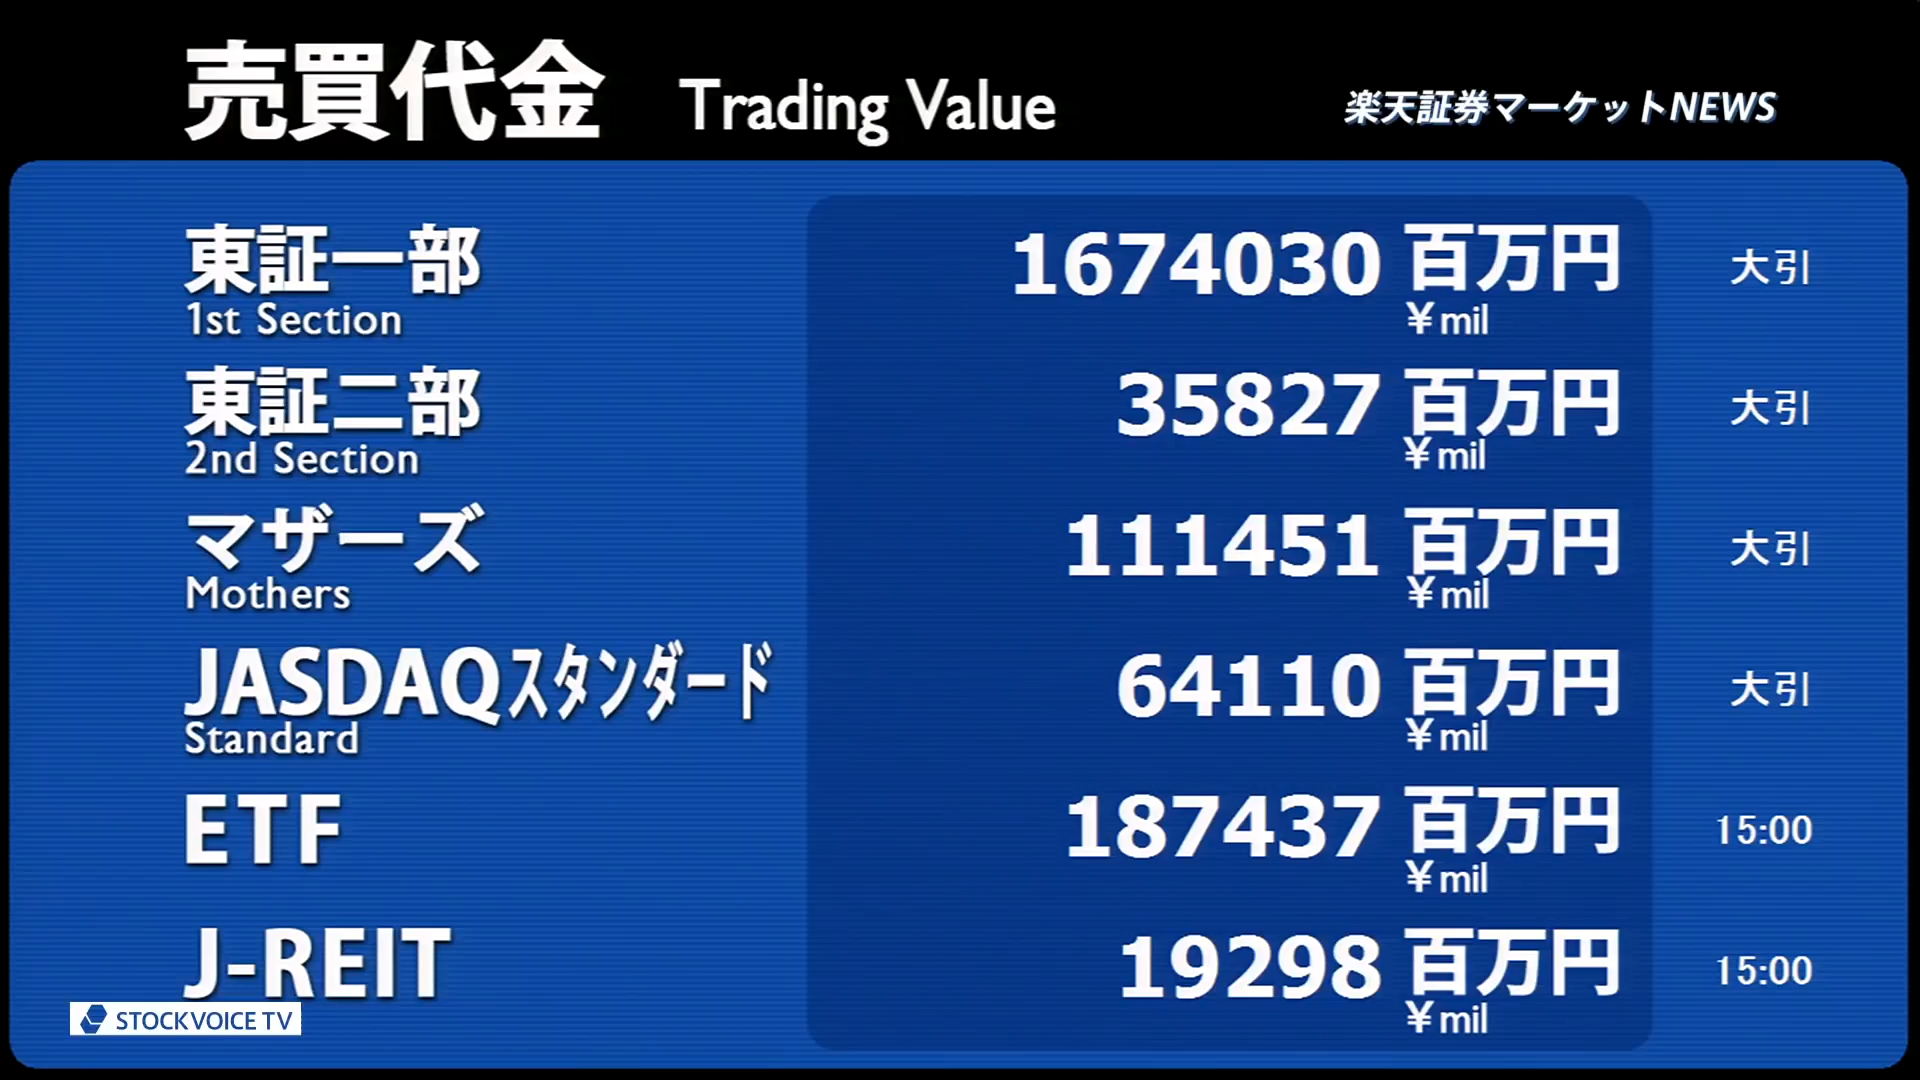 売買代金 Trading Value 楽天証券マーケットNEWS
東証一部 1674030 百万円 大引
1st Section ¥mil
東証二部 35827 百万円 大引
2nd Section ¥mil
マザーズ 111451 百万円 大引
Mothers ¥mil
JASDAQスタンダード 64110 百万円 大引
Standard ¥mil
ETF 187437 百万円 15:00
¥mil
J-REIT 19298 百万円 15:00
STOCKVOICE TV ¥mil